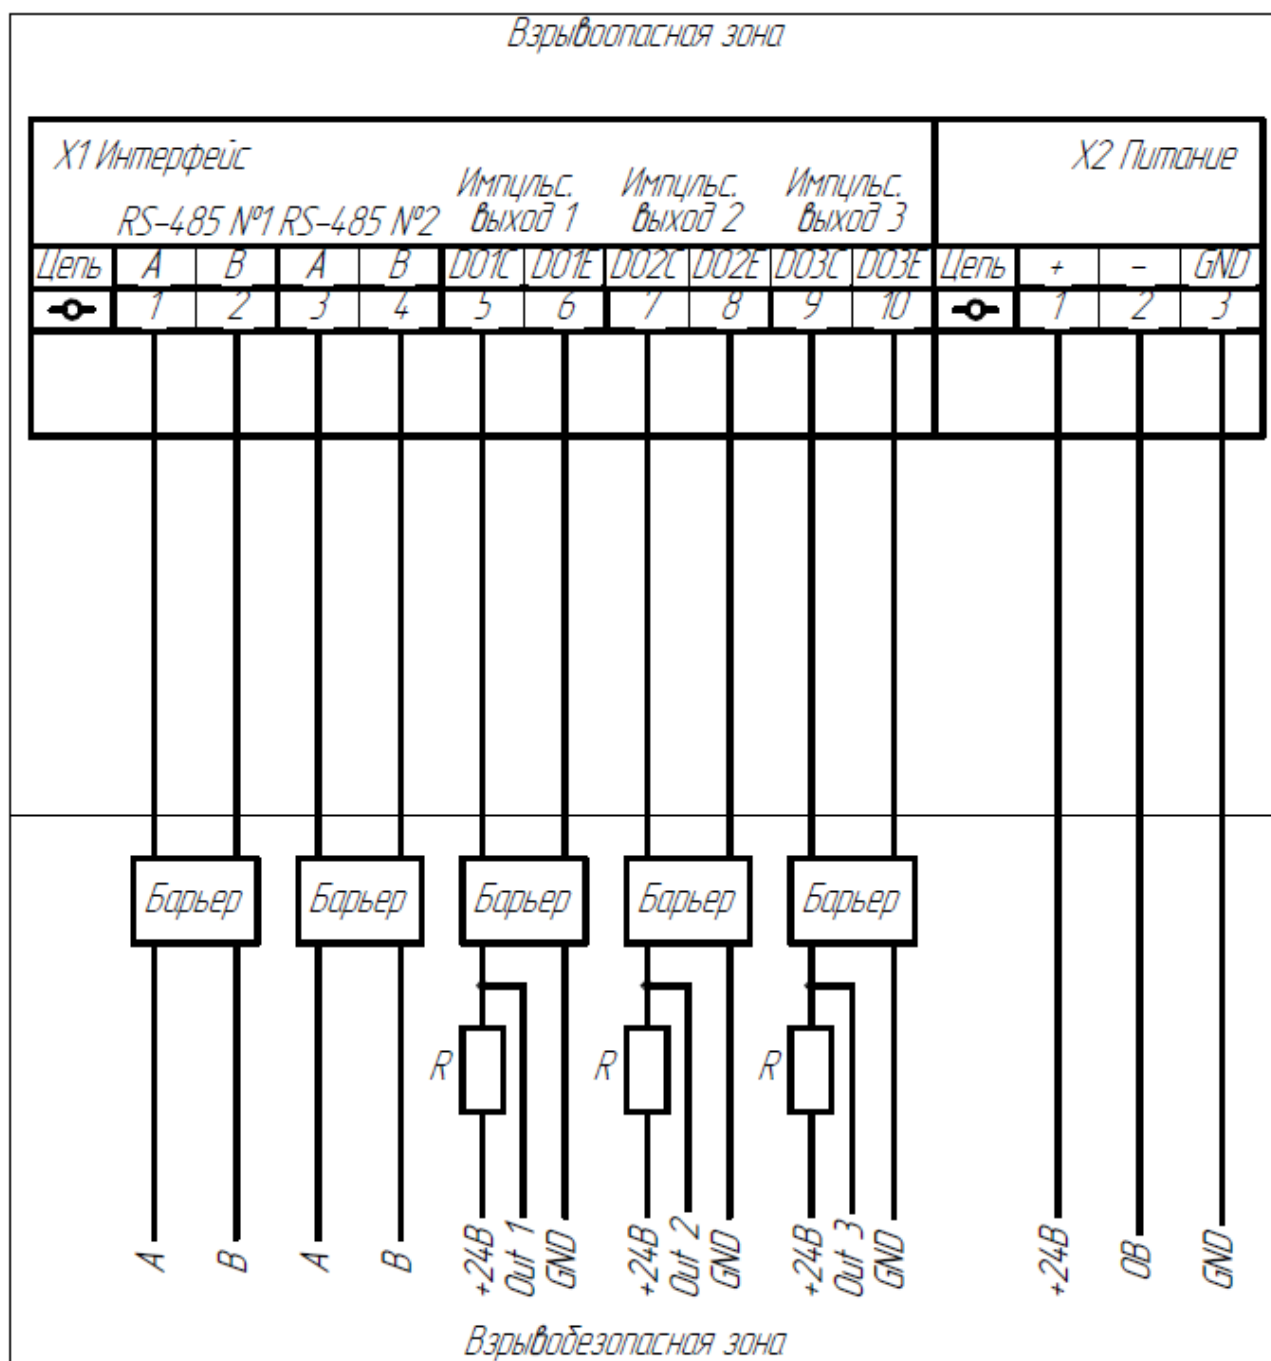 Взрывоопасная зона
X1 Интерфейс
X2 Питание
Импульс. Импульс. Импульс.
RS-485 №1 RS-485 №2 выход 1 выход 2 выход 3
Цепь A B A B DO1C DO1E DO2C DO2E DO3C DO3E Цепь + - GND
1 2 3 4 5 6 7 8 9 10 1 2 3
Барьер Барьер Барьер Барьер Барьер
R R R
A B A B +24В Out 1 GND +24В Out 2 GND +24В Out 3 GND +24В 0В GND
Взрывобезопасная зона